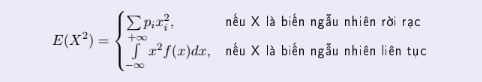 E(X²) = { ∑ pᵢxᵢ², nếu X là biến ngẫu nhiên rời rạc
∫_{-∞}^{+∞} x²f(x)dx, nếu X là biến ngẫu nhiên liên tục